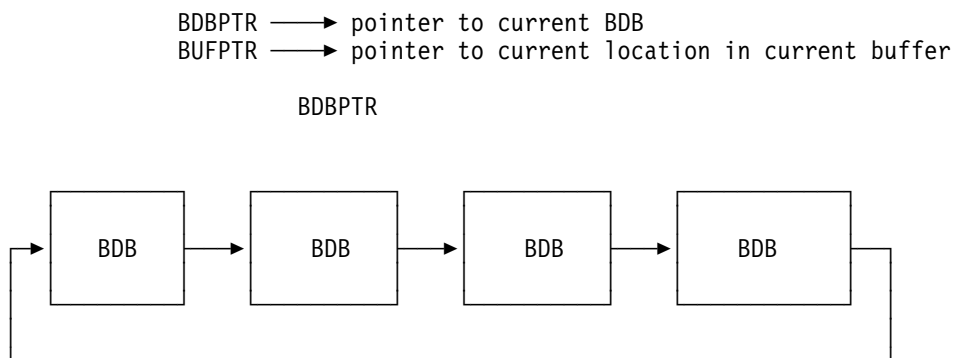 BDBPTR → pointer to current BDB
BUFPTR → pointer to current location in current buffer
BDBPTR
BDB BDB BDB BDB